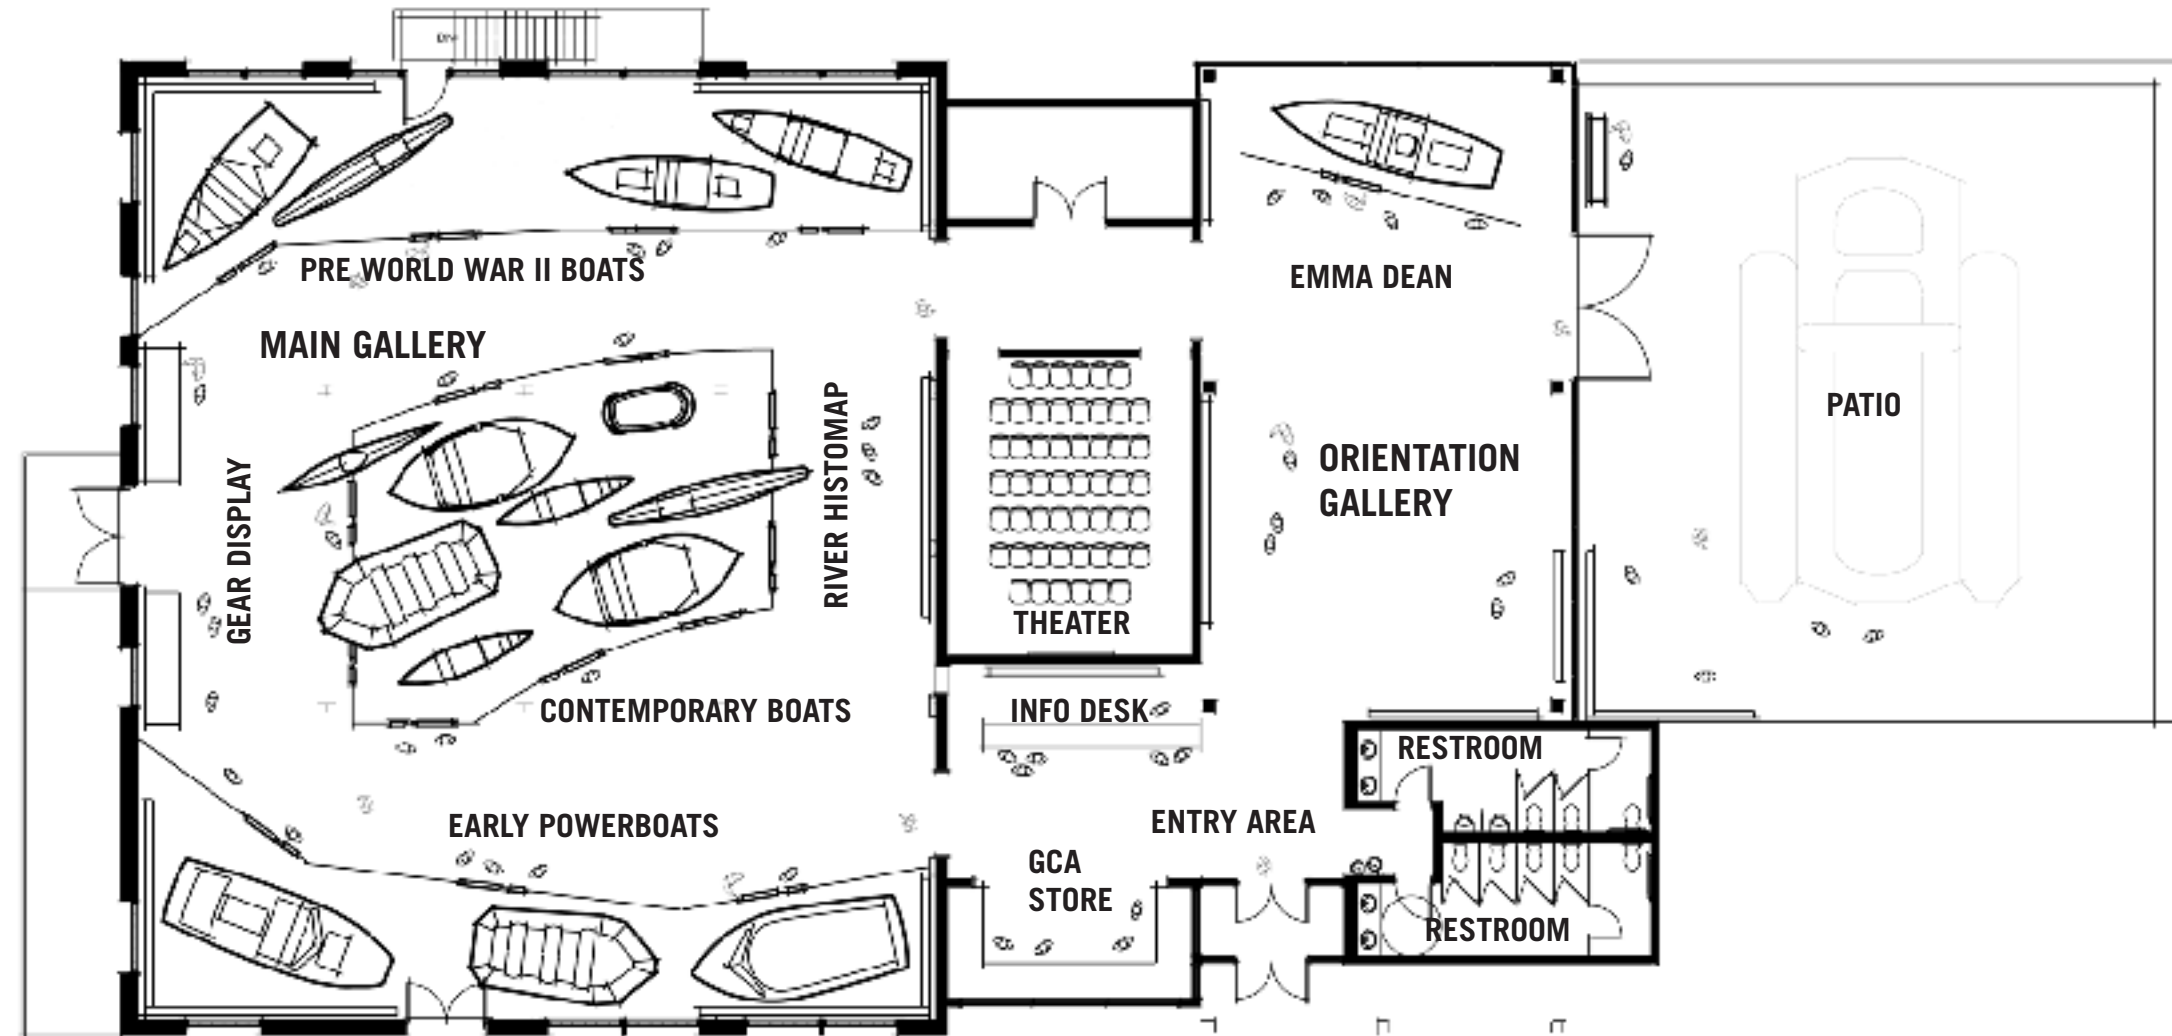 PRE WORLD WAR II BOATS
EMMA DEAN
MAIN GALLERY
PATIO
RIVER HISTOMAP
ORIENTATION
GALLERY
GEAR DISPLAY
THEATER
CONTEMPORARY BOATS
INFO DESK
RESTROOM
EARLY POWERBOATS
ENTRY AREA
GCA
STORE
RESTROOM